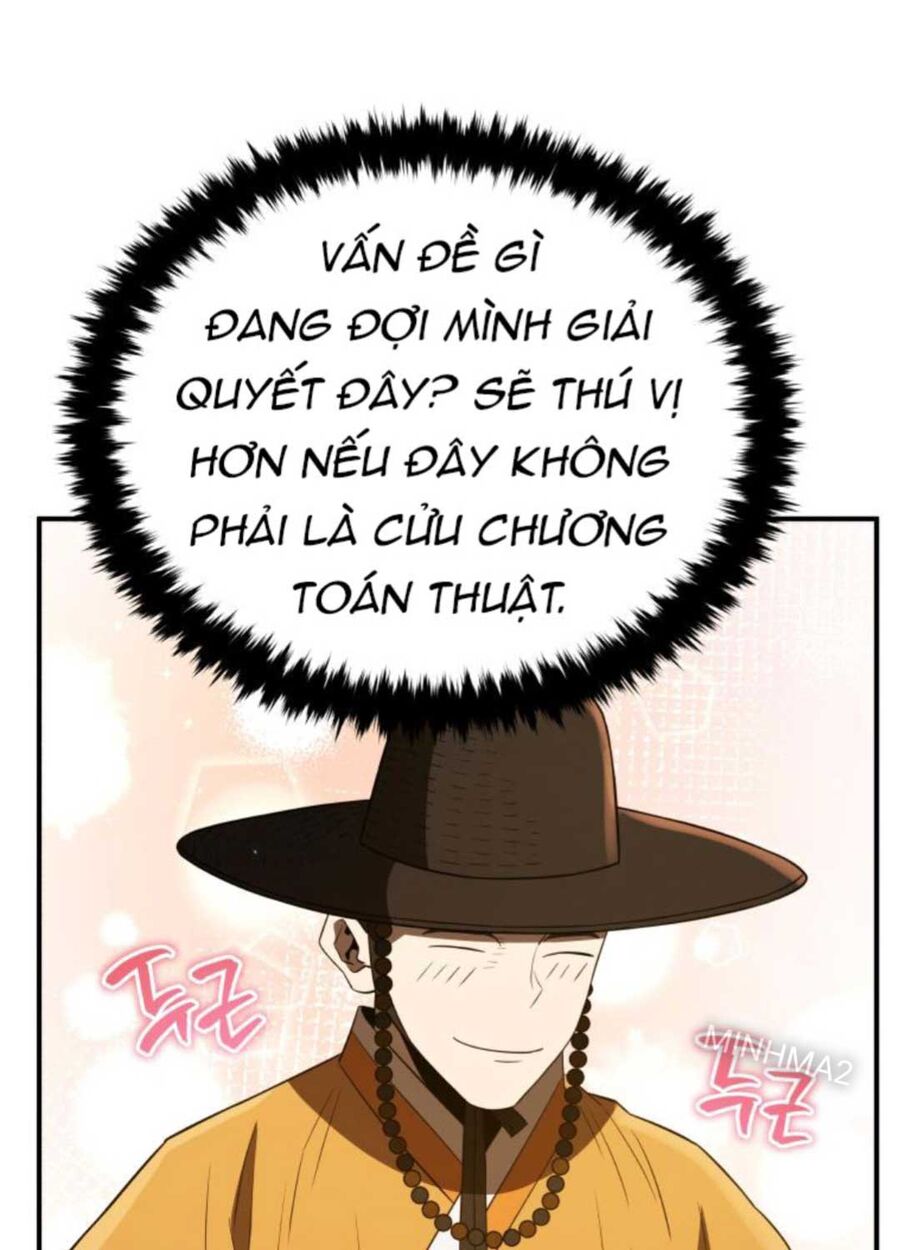 VẤN ĐỀ GÌ
ĐANG ĐỢI MÌNH GIẢI
QUYẾT ĐÂY? SẼ THÚ VỊ
HƠN NẾU ĐÂY KHÔNG
PHẢI LÀ CỬU CHƯƠNG
TOÁN THUẬT.
두근
MINHMA2
두근